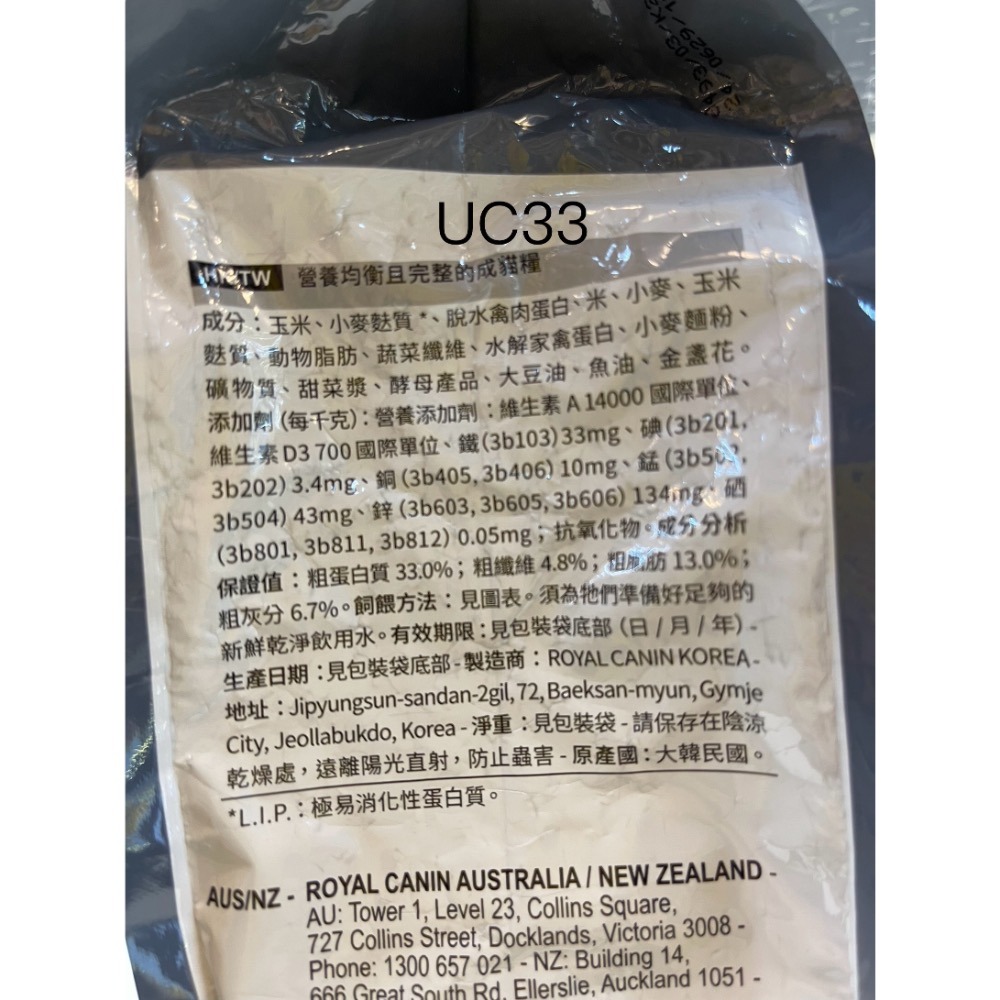 UC33
HK/TW 營養均衡且完整的成貓糧
成分：玉米、小麥麩質*、脫水禽肉蛋白、米、小麥、玉米
麩質、動物脂肪、蔬菜纖維、水解家禽蛋白、小麥麵粉、
礦物質、甜菜漿、酵母產品、大豆油、魚油、金盞花。
添加劑（每千克）：營養添加劑：維生素 A 14000 國際單位、
維生素 D3 700 國際單位、鐵 (3b103) 33mg、碘 (3b201,
3b202) 3.4mg、銅 (3b405, 3b406) 10mg、錳 (3b503,
3b504) 43mg、鋅 (3b603, 3b605, 3b606) 134mg、硒
(3b801, 3b811, 3b812) 0.05mg；抗氧化物。成分分析
保證值：粗蛋白質 33.0%；粗纖維 4.8%；粗脂肪 13.0%；
粗灰分 6.7%。飼餵方法：見圖表。須為牠們準備好足夠的
新鮮乾淨飲用水。有效期限：見包裝袋底部（日/月/年）-
生產日期：見包裝袋底部 - 製造商：ROYAL CANIN KOREA -
地址：Jipyungsun-sandan-2gil, 72, Baeksan-myun, Gymje
City, Jeollabukdo, Korea - 淨重：見包裝袋 - 請保存在陰涼
乾燥處，遠離陽光直射，防止蟲害 - 原產國：大韓民國。
*L.I.P.：極易消化性蛋白質。
AUS/NZ - ROYAL CANIN AUSTRALIA / NEW ZEALAND -
AU: Tower 1, Level 23, Collins Square,
727 Collins Street, Docklands, Victoria 3008 -
Phone: 1300 657 021 - NZ: Building 14,
666 Great South Rd, Ellerslie, Auckland 1051 -